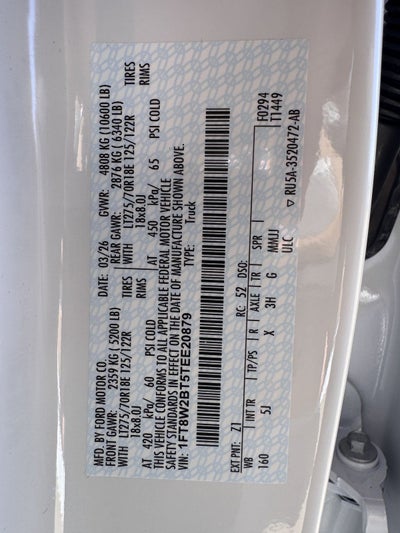 MFD. BY FORD MOTOR CO.
DATE: 03/26 GVWR: 4808 KG (10600 LB)
FRONT GAWR: 2359 KG (5200 LB) REAR GAWR: 2876 KG (6340 LB)
WITH LT275/70R18E 125/122R TIRES WITH LT275/70R18E 125/122R TIRES
18x8.0J RIMS 18x8.0J RIMS
AT 420 kPa/ 60 PSI COLD AT 450 kPa/ 65 PSI COLD
THIS VEHICLE CONFORMS TO ALL APPLICABLE FEDERAL MOTOR VEHICLE
SAFETY STANDARDS IN EFFECT ON THE DATE OF MANUFACTURE SHOWN ABOVE.
1FT8W2BT5TEE20879 TYPE: Truck
F0294
T1449
EXT PNT: Z1 RC: 52 DSO:
WB INT TR TP/PS R AXLE TR SPR
160 5J X 3H G MMJJ
ULC ▽ RU5A-3520472-AB